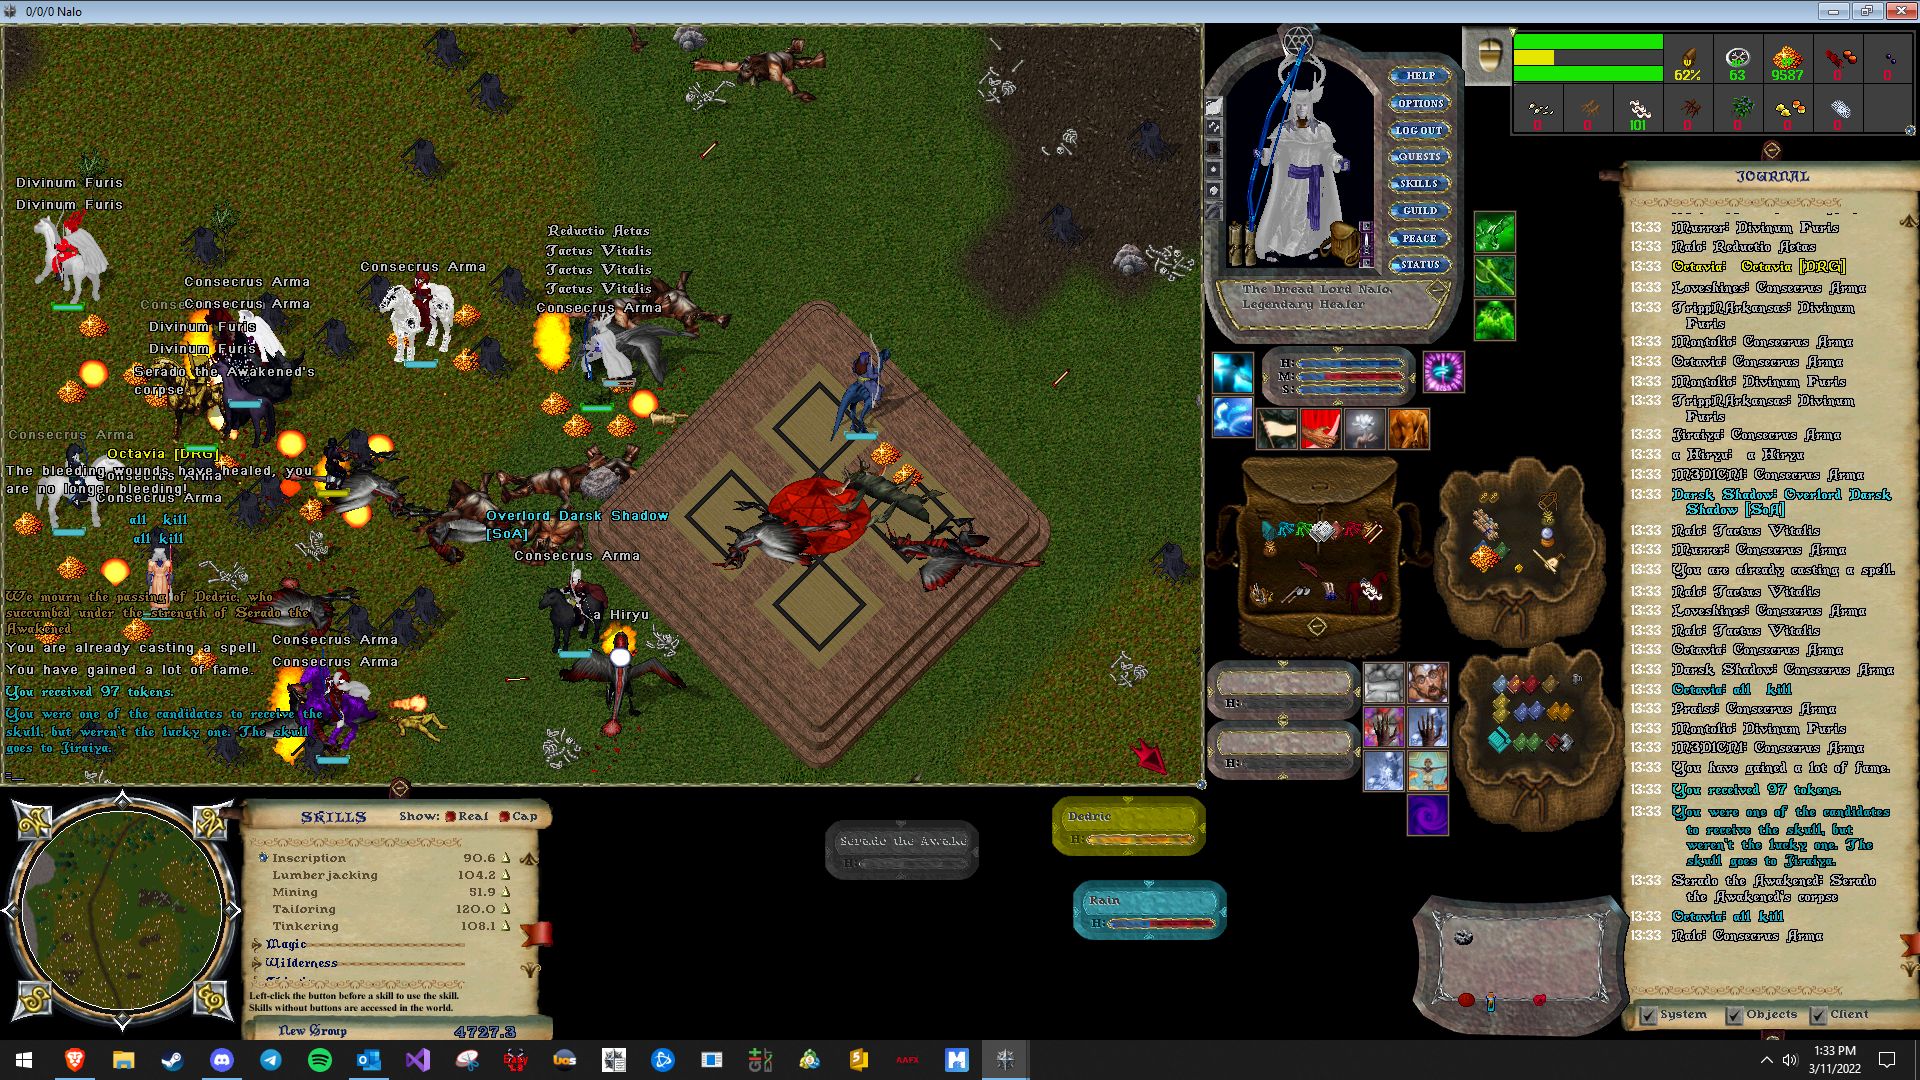 0/0/0 Nalo
Divinum Furis
Divinum Furis
Consecrus Arma
Consecrus Arma
Divinum Furis
Divinum Furis
Serado the Awakened's
corpse
Consecrus Arma
Reductio Aetas
Tactus Vitalis
Tactus Vitalis
Tactus Vitalis
Consecrus Arma
Consecrus Arma
Octavia [DRG]
The bleeding wounds have healed, you
are no longer bleeding!
Consecrus Arma
Consecrus Arma
all kill
all kill
Overlord Darsk Shadow
[SoA]
Consecrus Arma
a Hiryu
We mourn the passing of Dedric, who
succumbed under the strength of Serado the
Awakened
You are already casting a spell.
Consecrus Arma
Consecrus Arma
You have gained a lot of fame.
You received 97 tokens.
You were one of the candidates to receive the
skull, but weren't the lucky one. The skull
goes to Jiraiya.
HELP
OPTIONS
LOG OUT
QUESTS
SKILLS
GUILD
PEACE
STATUS
The Dread Lord Nalo,
Legendary Healer
H:
M:
S:
62%
63
9587
0
0
0
0
101
0
0
0
0
JOURNAL
13:33 Murrer: Divinum Furis
13:33 Nalo: Reductio Aetas
13:33 Octavia: Octavia [DRG]
13:33 Loveshines: Consecrus Arma
13:33 TrippNArkansas: Divinum
Furis
13:33 Montolio: Consecrus Arma
13:33 Octavia: Consecrus Arma
13:33 Montolio: Divinum Furis
13:33 TrippNArkansas: Divinum
Furis
13:33 Jiraiya: Consecrus Arma
13:33 a Hiryu: a Hiryu
13:33 M3D1CN1: Consecrus Arma
13:33 Darsk Shadow: Overlord Darsk
Shadow [SoA]
13:33 Nalo: Tactus Vitalis
13:33 Murrer: Consecrus Arma
13:33 You are already casting a spell.
13:33 Nalo: Tactus Vitalis
13:33 Loveshines: Consecrus Arma
13:33 Nalo: Tactus Vitalis
13:33 Octavia: Consecrus Arma
13:33 Darsk Shadow: Consecrus Arma
13:33 Octavia: all kill
13:33 Praise: Consecrus Arma
13:33 Montolio: Divinum Furis
13:33 M3D1CN1: Consecrus Arma
13:33 You have gained a lot of fame.
13:33 You received 97 tokens.
13:33 You were one of the candidates
to receive the skull, but
weren't the lucky one. The
skull goes to Jiraiya.
13:33 Serado the Awakened: Serado
the Awakened's corpse
13:33 Octavia: all kill
13:33 Nalo: Consecrus Arma
System
Objects
Client
H:
H:
SKILLS
Show: Real Cap
Inscription 90.6
Lumberjacking 104.2
Mining 51.9
Tailoring 120.0
Tinkering 108.1
Magic
Wilderness
Left-click the button before a skill to use the skill.
Skills without buttons are accessed in the world.
New Group 4727.3
Serado the Awake
H:
Dedric
H:
Rain
H:
UOS
AAFX
1:33 PM
3/11/2022